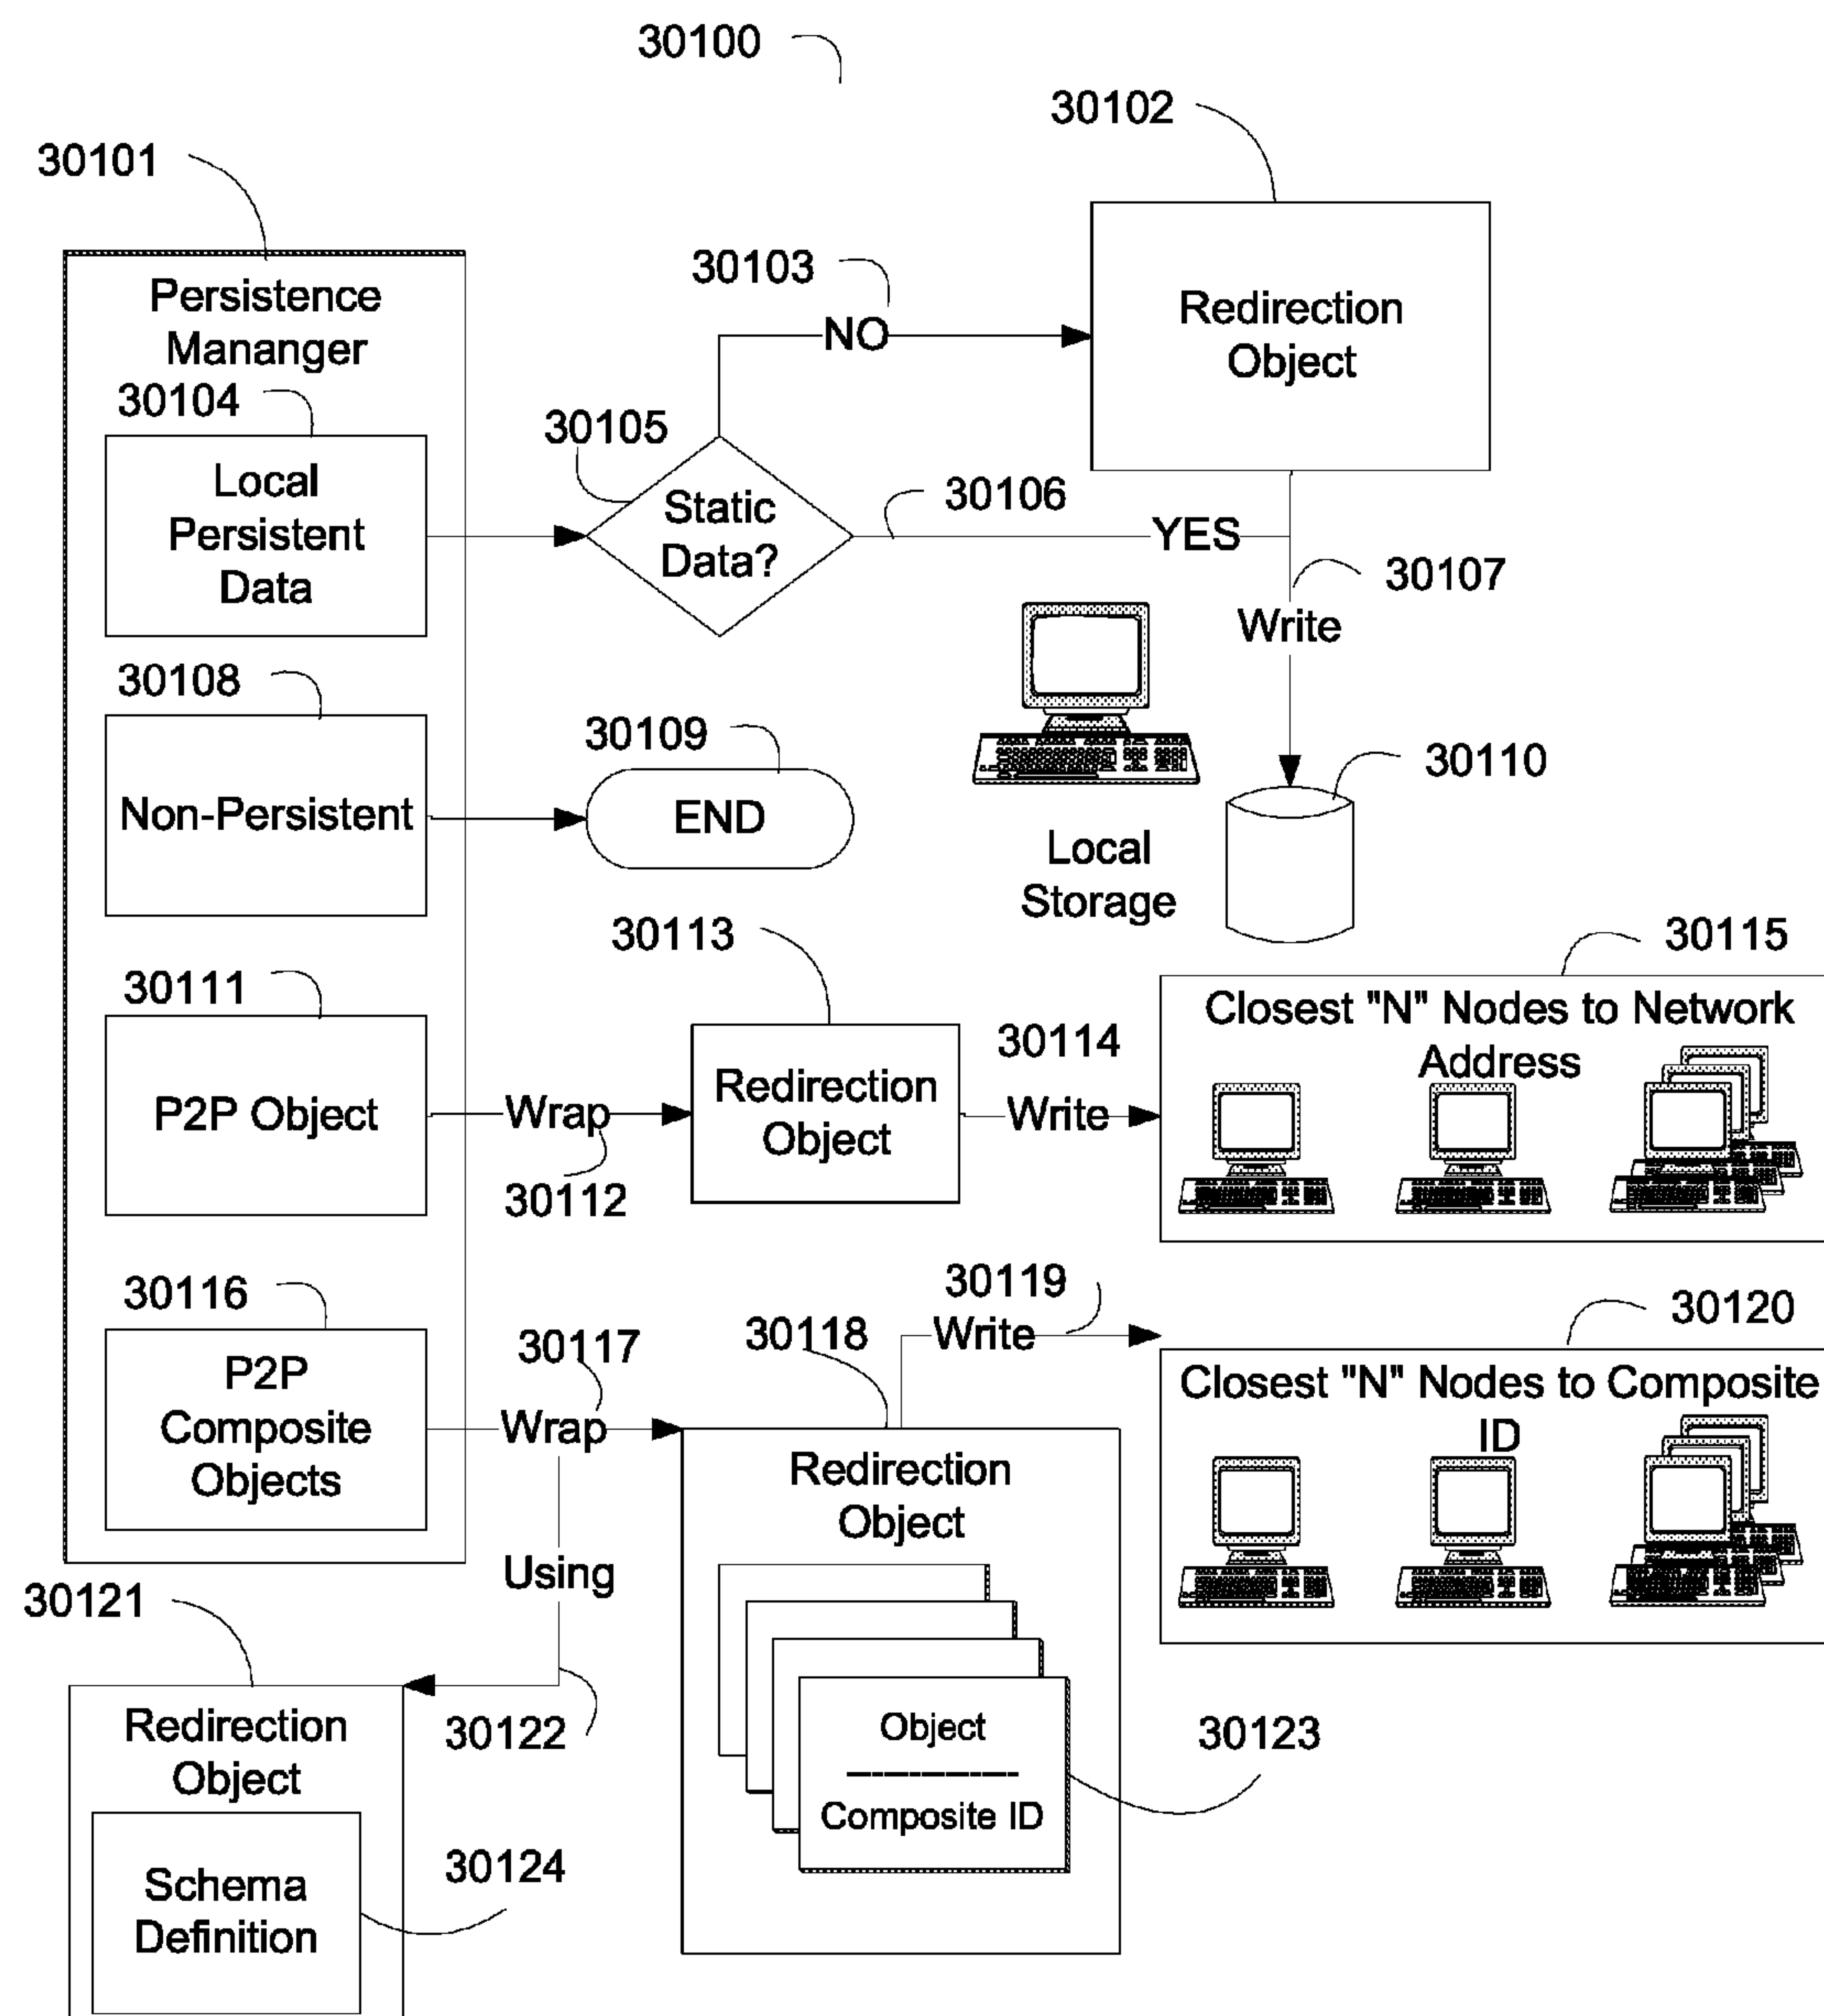 30100
30102
30101
30103
Persistence
Mananger
NO
Redirection
Object
30104
30105
30106
Local
Persistent
Data
Static
Data?
YES
30107
Write
30108
30109
30110
Non-Persistent
END
Local
Storage
30113
30115
30111
Closest "N" Nodes to Network
Address
30114
P2P Object
Wrap
Redirection
Object
Write
30112
30119
30116
30117
30118
Write
30120
P2P
Composite
Objects
Wrap
Closest "N" Nodes to Composite
ID
Redirection
Object
Using
30121
Redirection
Object
30122
Object
---------------
Composite ID
30123
30124
Schema
Definition